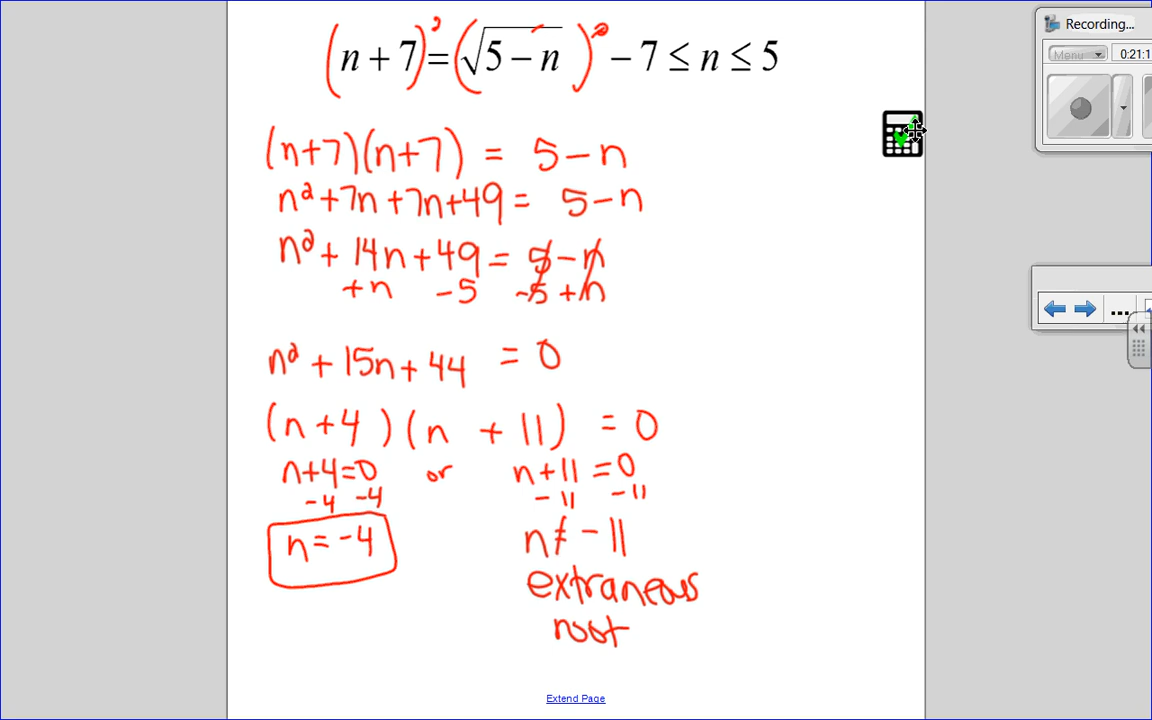 (n + 7)² = (√5 − n)² − 7 ≤ n ≤ 5
(n+7)(n+7) = 5−n
n²+7n+7n+49 = 5−n
n²+14n+49 = 5−n
+n −5 −5 +n
n²+15n+44 = 0
(n+4)(n+11) = 0
n+4=0 or n+11=0
−4 −4 −11 −11
n=−4 n≠−11
extraneous
root
Extend Page
Recording...
Menu 0:21:1
...